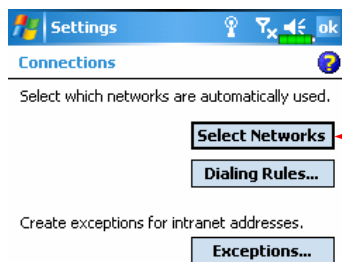 Settings
ok
Connections
Select which networks are automatically used.
Select Networks
Dialing Rules...
Create exceptions for intranet addresses.
Exceptions...